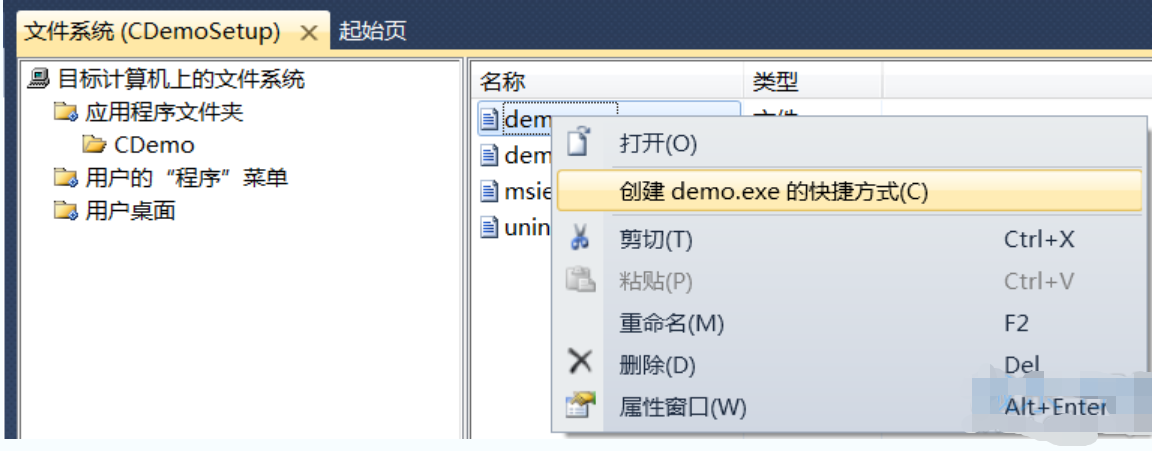 文件系统 (CDemoSetup) 起始页
目标计算机上的文件系统
应用程序文件夹
CDemo
用户的“程序”菜单
用户桌面
名称 类型
dem
dem
msie
unin
打开(O)
创建 demo.exe 的快捷方式(C)
剪切(T) Ctrl+X
粘贴(P) Ctrl+V
重命名(M) F2
删除(D) Del
属性窗口(W) Alt+Enter